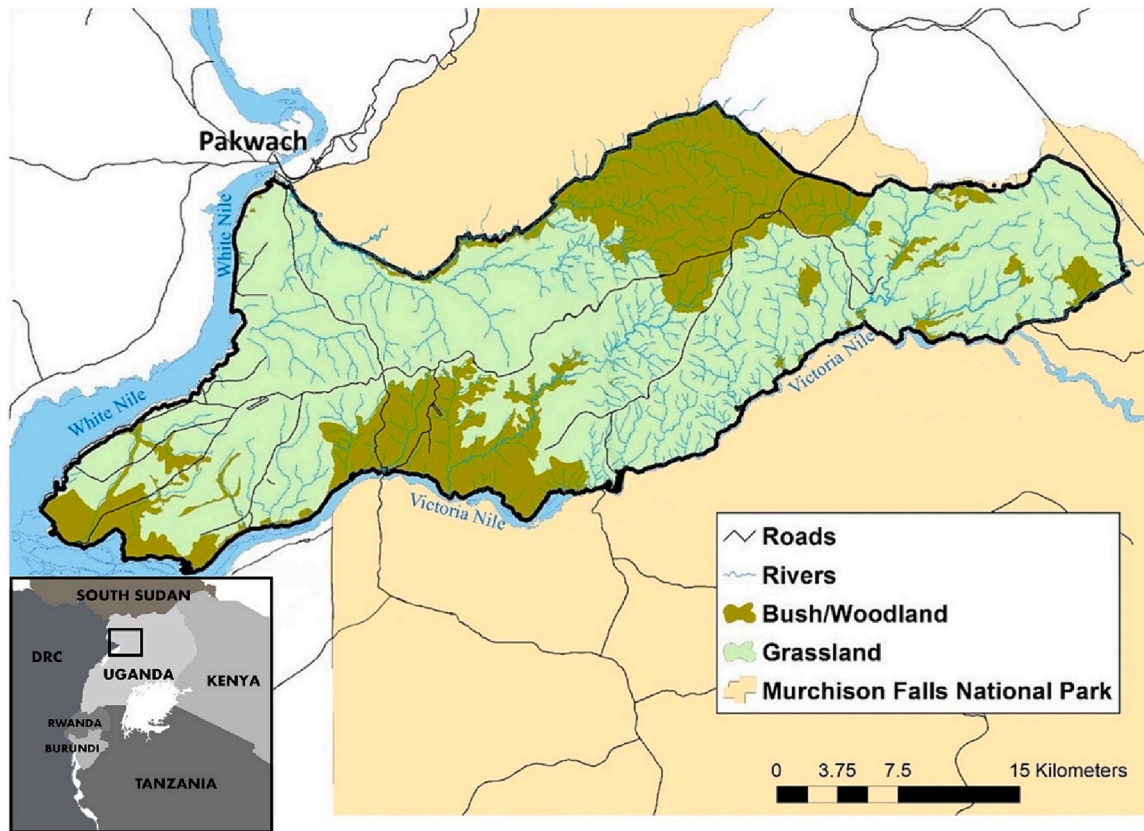 Pakwach
White Nile
White Nile
Victoria Nile
Victoria Nile
Roads
Rivers
Bush/Woodland
Grassland
Murchison Falls National Park
0 3.75 7.5 15 Kilometers
SOUTH SUDAN
DRC
UGANDA
KENYA
RWANDA
BURUNDI
TANZANIA